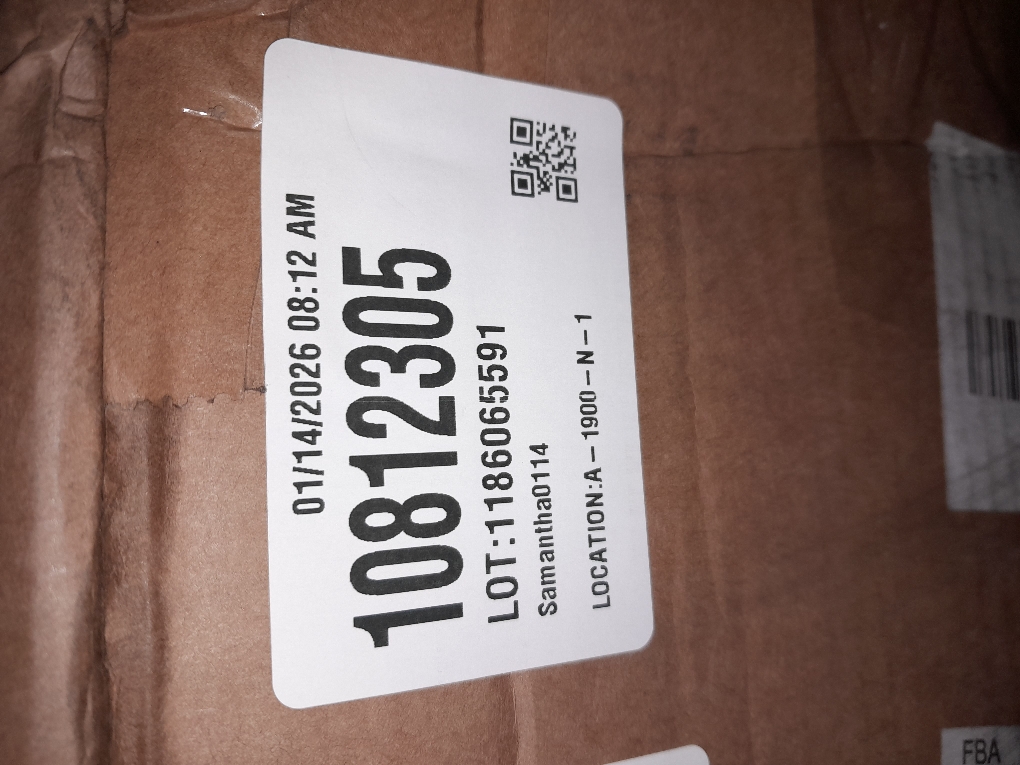 01/14/2026 08:12 AM
10812305
LOT:1186065591
Samantha0114
LOCATION:A-1900-N-1
FBA